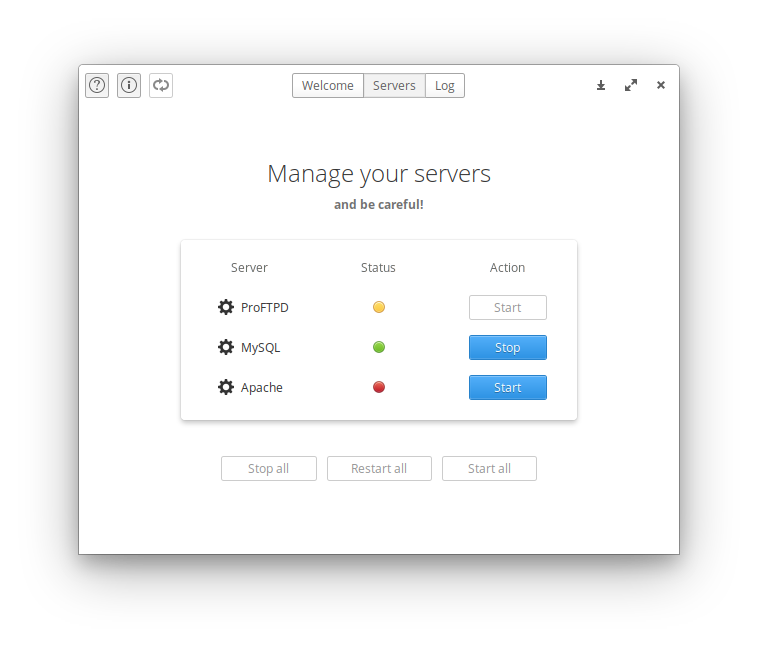 Welcome Servers Log
Manage your servers
and be careful!
Server Status Action
ProFTPD Start
MySQL Stop
Apache Start
Stop all Restart all Start all